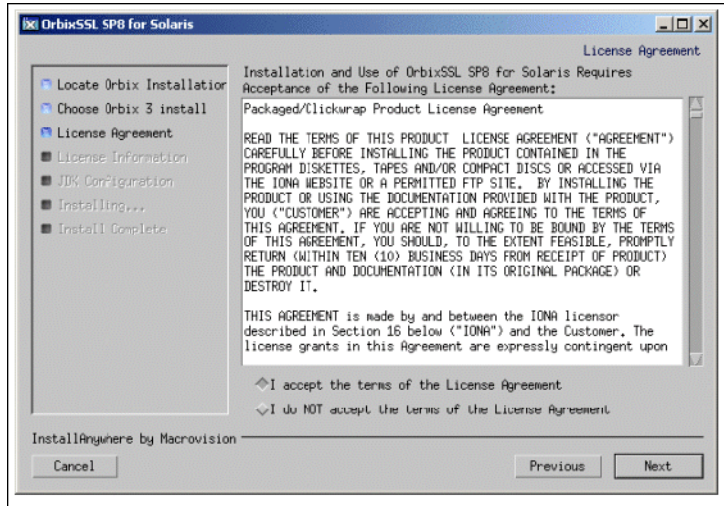 OrbixSSL SP8 for Solaris
License Agreement
Locate Orbix Installation
Choose Orbix 3 install
License Agreement
License Information
JDK Configuration
Installing...
Install Complete
Installation and Use of OrbixSSL SP8 for Solaris Requires
Acceptance of the Following License Agreement:
Packaged/Clickwrap Product License Agreement
READ THE TERMS OF THIS PRODUCT LICENSE AGREEMENT ("AGREEMENT")
CAREFULLY BEFORE INSTALLING THE PRODUCT CONTAINED IN THE
PROGRAM DISKETTES, TAPES AND/OR COMPACT DISCS OR ACCESSED VIA
THE IONA WEBSITE OR A PERMITTED FTP SITE. BY INSTALLING THE
PRODUCT OR USING THE DOCUMENTATION PROVIDED WITH THE PRODUCT,
YOU ("CUSTOMER") ARE ACCEPTING AND AGREEING TO THE TERMS OF
THIS AGREEMENT. IF YOU ARE NOT WILLING TO BE BOUND BY THE TERMS
OF THIS AGREEMENT, YOU SHOULD, TO THE EXTENT FEASIBLE, PROMPTLY
RETURN (WITHIN TEN (10) BUSINESS DAYS FROM RECEIPT OF PRODUCT)
THE PRODUCT AND DOCUMENTATION (IN ITS ORIGINAL PACKAGE) OR
DESTROY IT.
THIS AGREEMENT is made by and between the IONA licensor
described in Section 16 below ("IONA") and the Customer. The
license grants in this Agreement are expressly contingent upon
I accept the terms of the License Agreement
I do NOT accept the terms of the License Agreement
InstallAnywhere by Macrovision
Cancel
Previous
Next